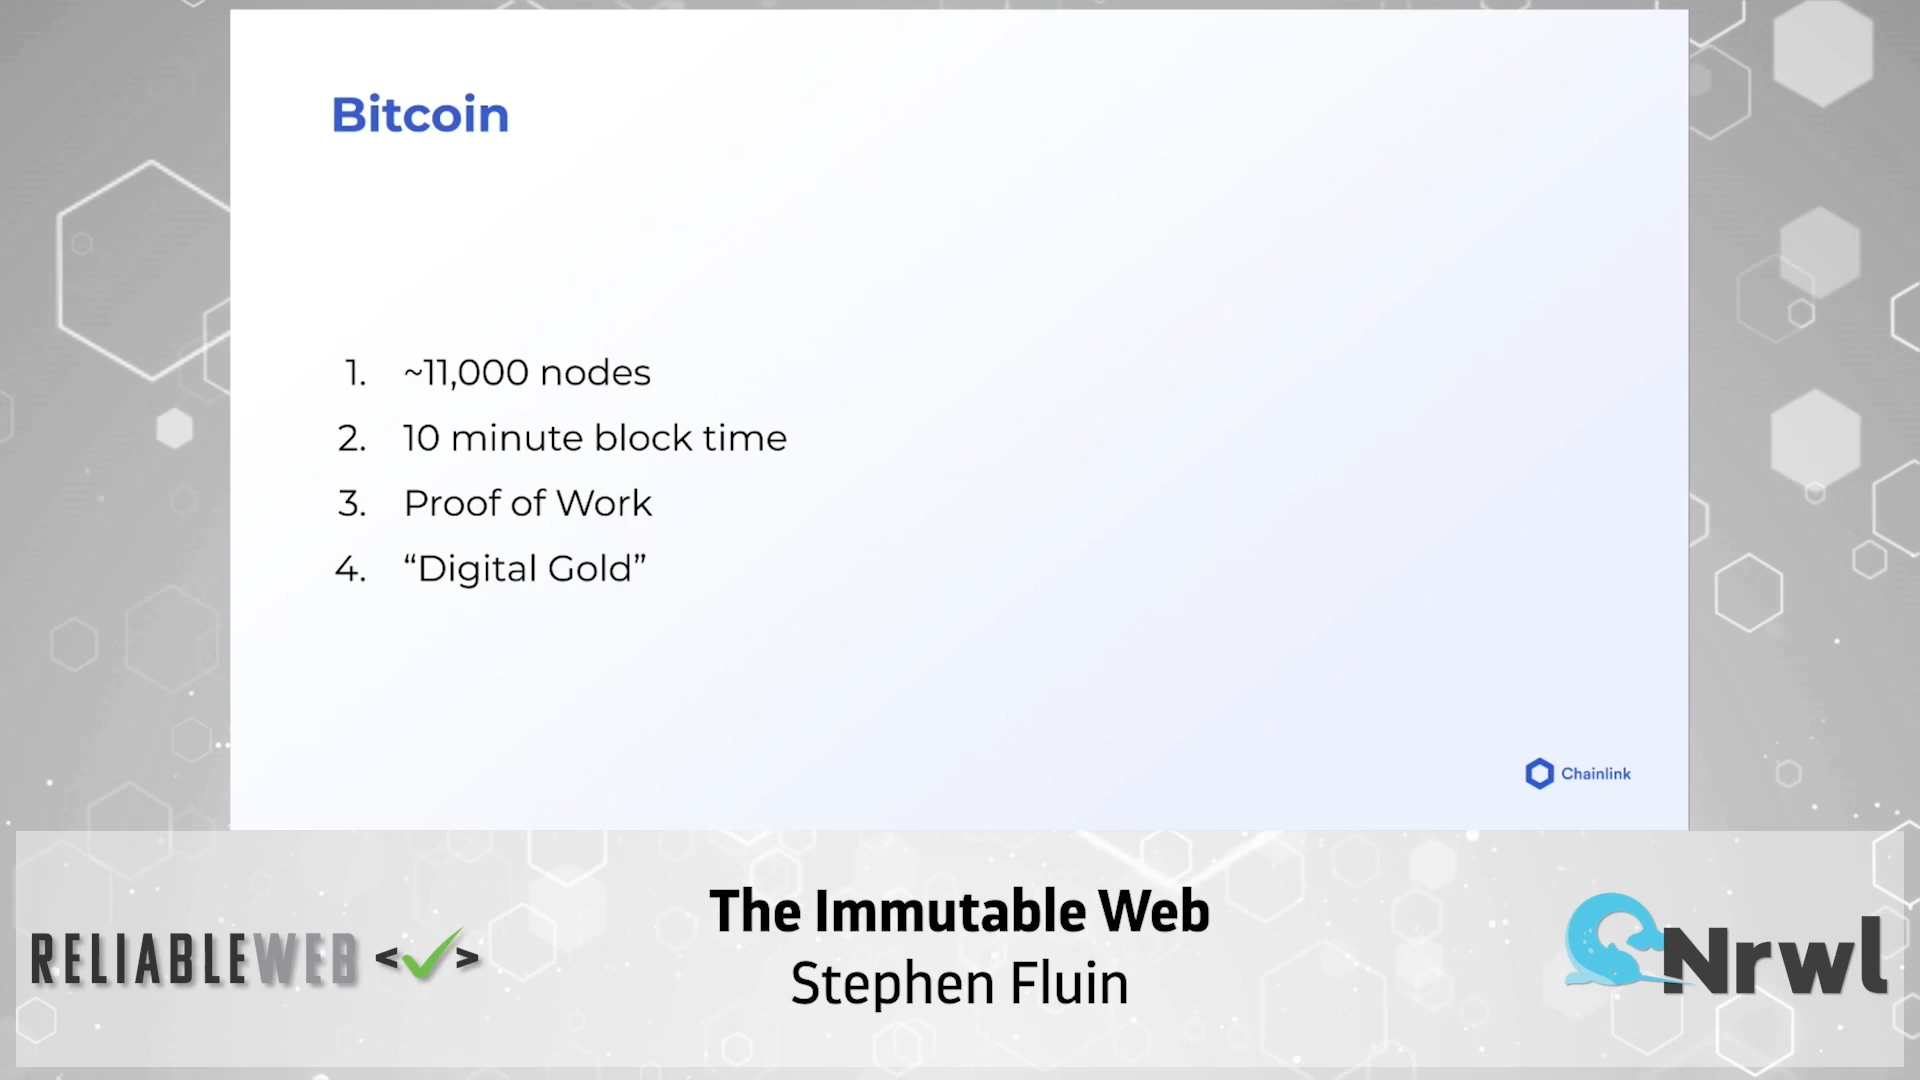 Bitcoin
1. ~11,000 nodes
2. 10 minute block time
3. Proof of Work
4. “Digital Gold”
Chainlink
RELIABLEWEB <✓>
The Immutable Web
Stephen Fluin
Nrwl